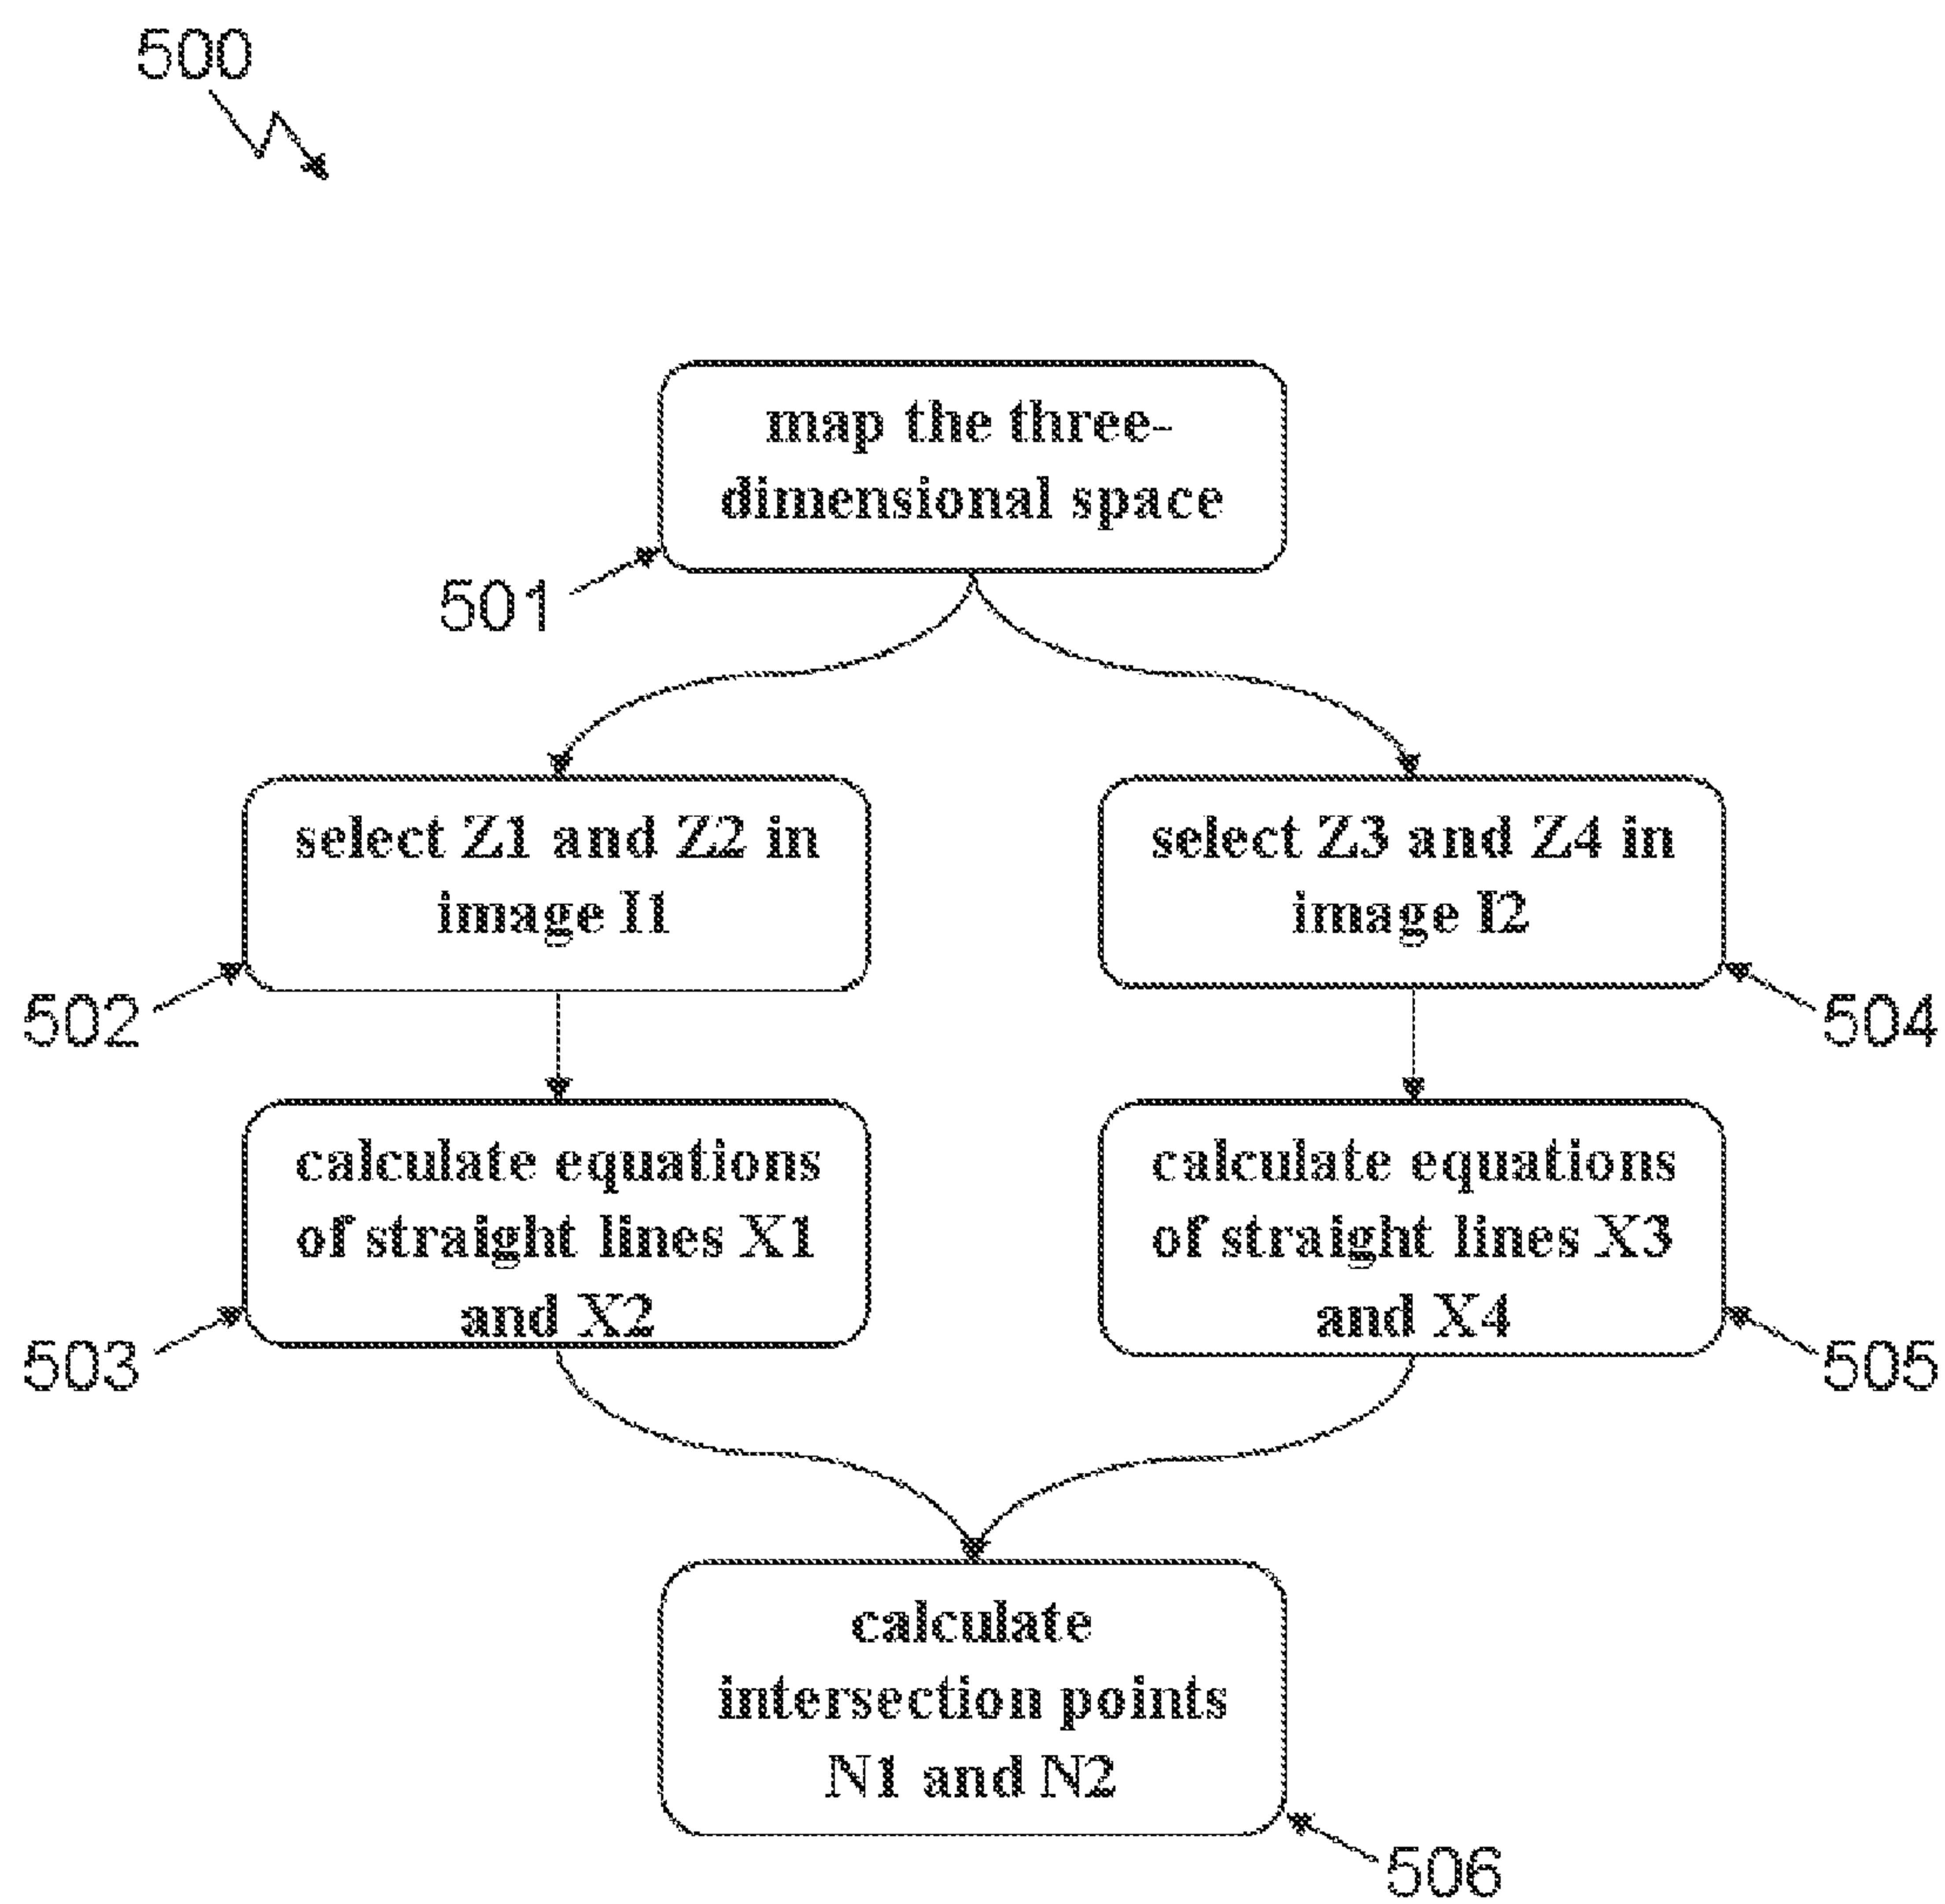 500
map the three-
dimensional space
501
select Z1 and Z2 in
image I1
502
select Z3 and Z4 in
image I2
504
calculate equations
of straight lines X1
and X2
503
calculate equations
of straight lines X3
and X4
505
calculate
intersection points
N1 and N2
506